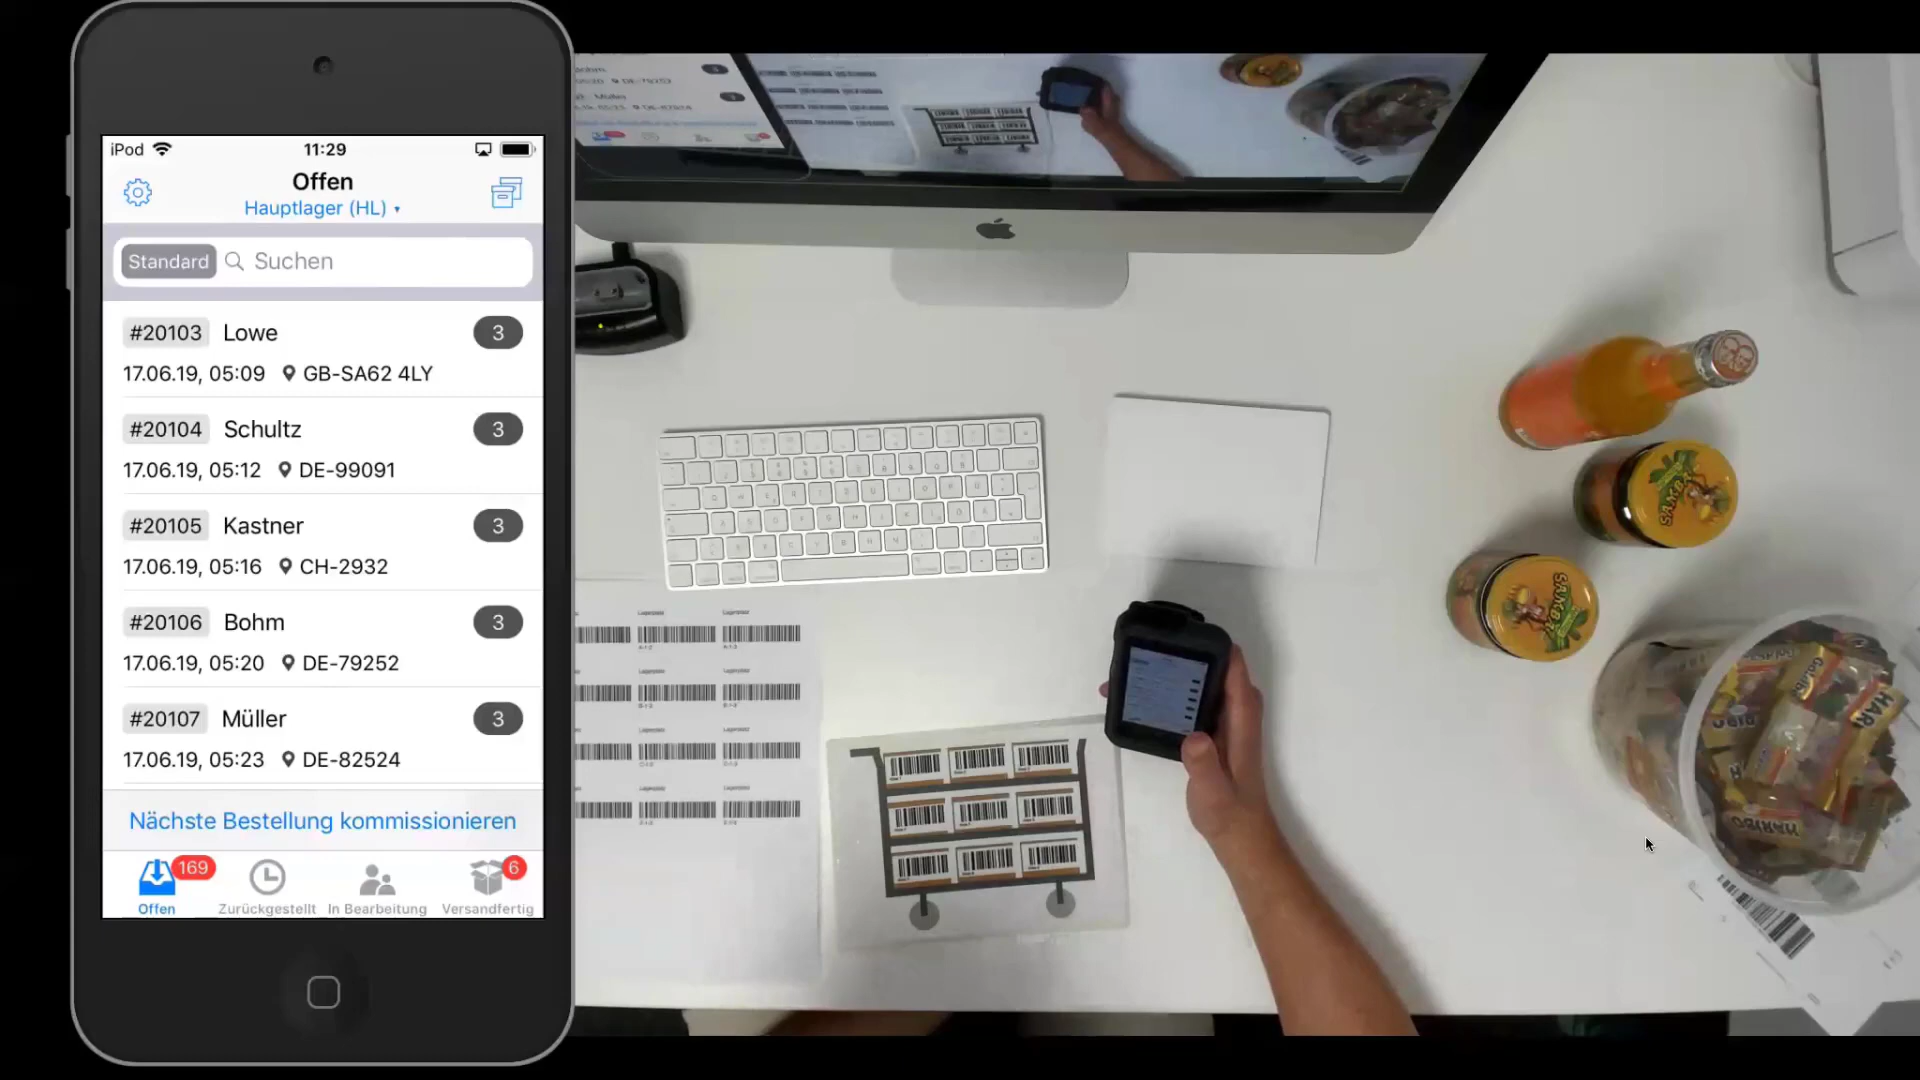 iPod
11:29
Offen
Hauptlager (HL)
Standard
Suchen
#20103 Lowe 3
17.06.19, 05:09 GB-SA62 4LY
#20104 Schultz 3
17.06.19, 05:12 DE-99091
#20105 Kastner 3
17.06.19, 05:16 CH-2932
#20106 Bohm 3
17.06.19, 05:20 DE-79252
#20107 Müller 3
17.06.19, 05:23 DE-82524
Nächste Bestellung kommissionieren
169
6
Offen
Zurückgestellt
In Bearbeitung
Versandfertig
SAMBA
SAMBA
HARIBO